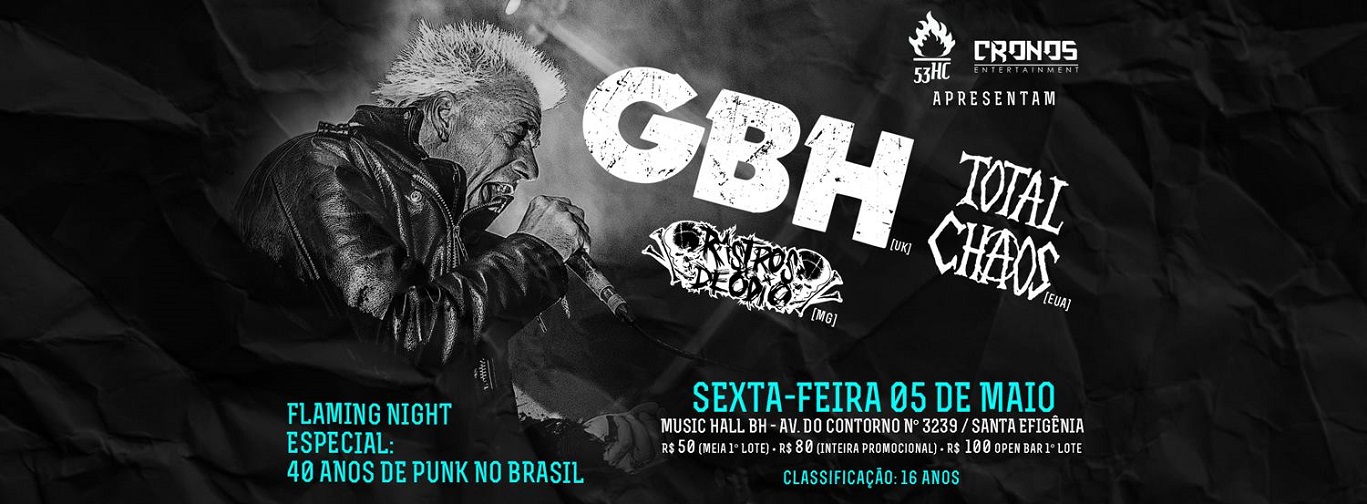 53HC
CRONOS
ENTERTAINMENT
APRESENTAM
GBH
[UK]
TOTAL
CHAOS
[EUA]
RASTROS
DE ÓDIO
[MG]
FLAMING NIGHT
ESPECIAL:
40 ANOS DE PUNK NO BRASIL
SEXTA-FEIRA 05 DE MAIO
MUSIC HALL BH - AV. DO CONTORNO Nº 3239 / SANTA EFIGÊNIA
R$ 50 (MEIA 1º LOTE) • R$ 80 (INTEIRA PROMOCIONAL) • R$ 100 OPEN BAR 1º LOTE
CLASSIFICAÇÃO: 16 ANOS